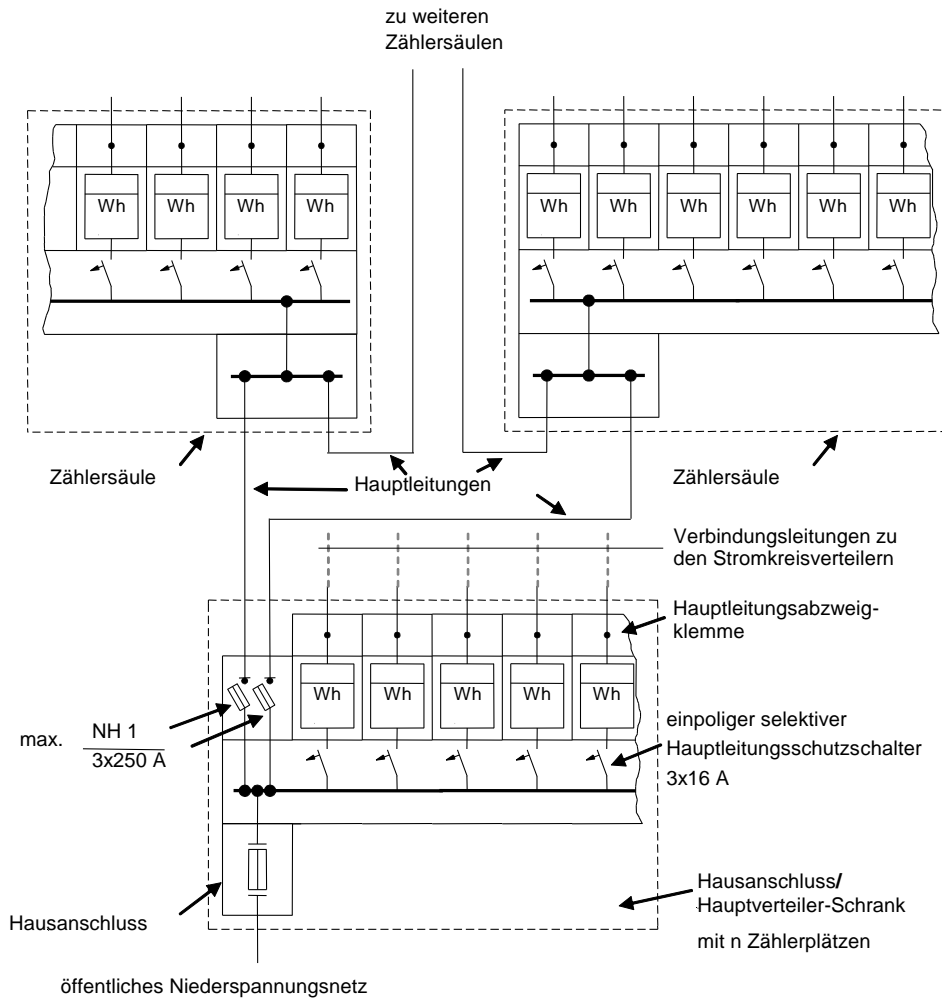 zu weiteren
Zählersäulen
Wh Wh Wh Wh
Wh Wh Wh Wh Wh Wh
Zählersäule
Hauptleitungen
Zählersäule
Verbindungsleitungen zu
den Stromkreisverteilern
Hauptleitungsabzweig-
klemme
Wh Wh Wh Wh Wh
max.
NH 1
3x250 A
einpoliger selektiver
Hauptleitungsschutzschalter
3x16 A
Hausanschluss
Hausanschluss/
Hauptverteiler-Schrank
mit n Zählerplätzen
öffentliches Niederspannungsnetz